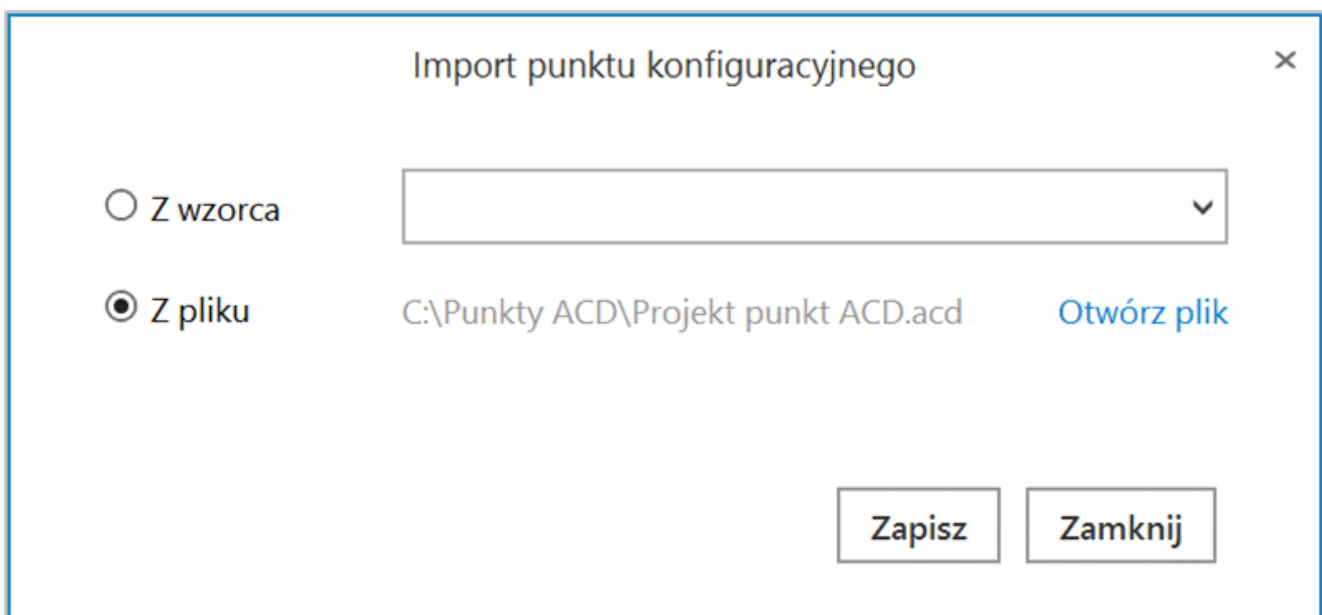 Import punktu konfiguracyjnego
Z wzorca
Z pliku C:\Punkty ACD\Projekt punkt ACD.acd Otwórz plik
Zapisz Zamknij